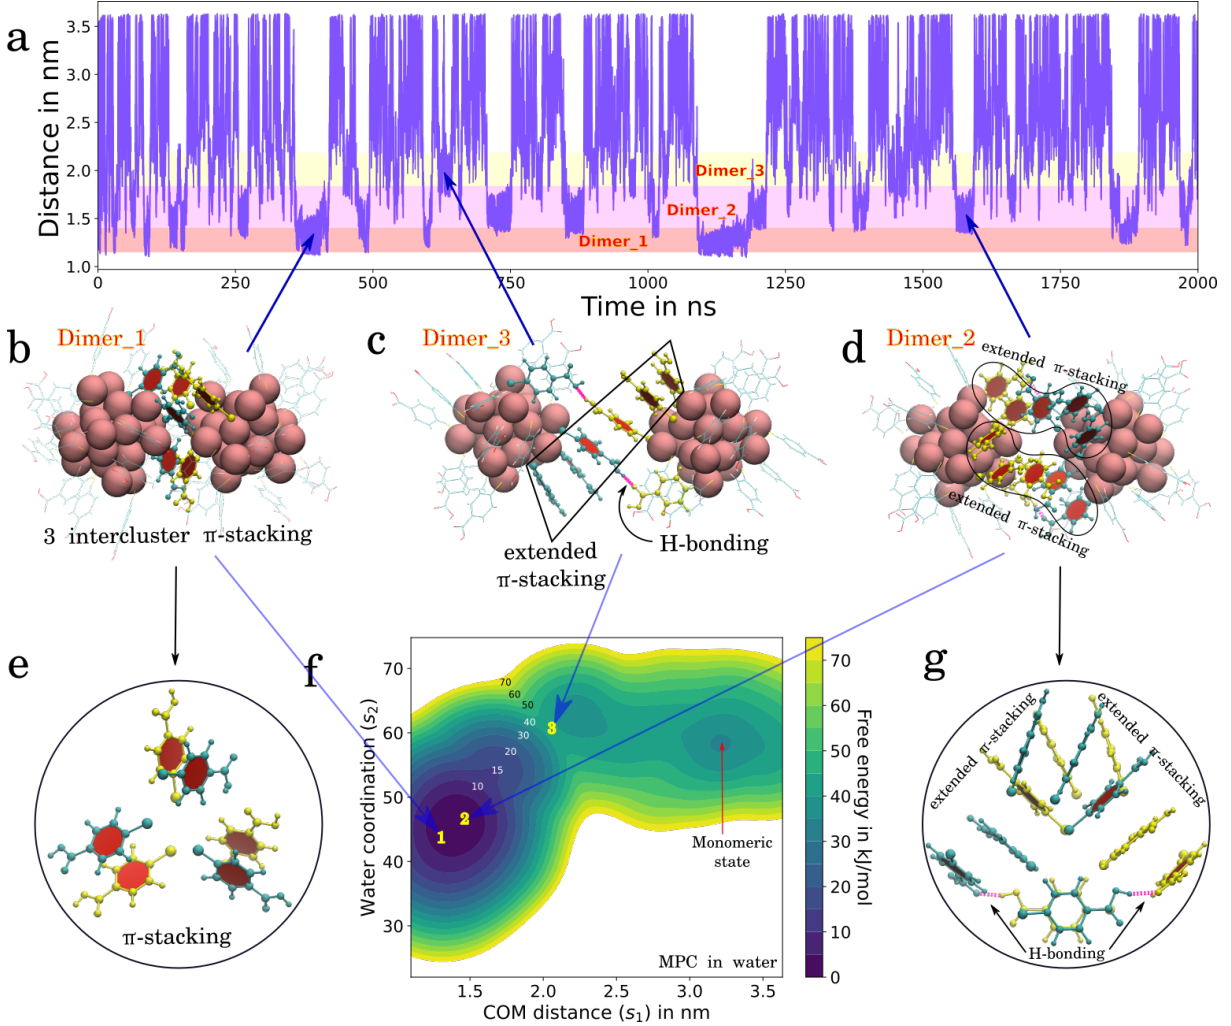 a
Distance in nm
3.5
3.0
2.5
2.0
1.5
1.0
Dimer_3
Dimer_2
Dimer_1
0
250
500
750
1000
1250
1500
1750
2000
Time in ns
b
Dimer_1
3 intercluster π-stacking
c
Dimer_3
extended
π-stacking
H-bonding
d
Dimer_2
extended π-stacking
extended π-stacking
e
π-stacking
f
Water coordination (s2)
70
60
50
40
30
70
60
50
40
30
20
15
10
1
2
3
Monomeric
state
MPC in water
1.5
2.0
2.5
3.0
3.5
COM distance (s1) in nm
70
60
50
40
30
20
10
0
Free energy in kJ/mol
g
extended π-stacking
extended π-stacking
H-bonding